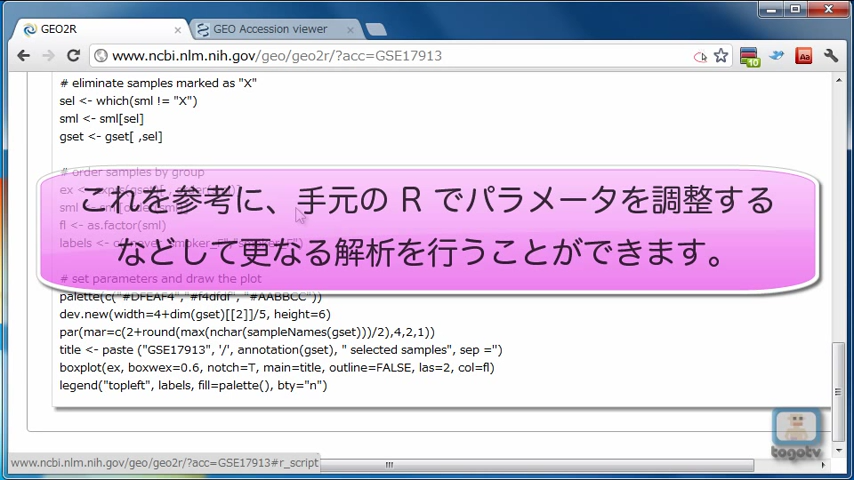 GEO2R
GEO Accession viewer
www.ncbi.nlm.nih.gov/geo/geo2r/?acc=GSE17913
10
Aa
# eliminate samples marked as "X"
sel <- which(sml != "X")
sml <- sml[sel]
gset <- gset[ ,sel]
# order samples by group
これを参考に、手元の R でパラメータを調整する
などして更なる解析を行うことができます。
fl <- as.factor(sml)
# set parameters and draw the plot
palette(c("#DFEAF4","#f4dfdf", "#AABBCC"))
dev.new(width=4+dim(gset)[[2]]/5, height=6)
par(mar=c(2+round(max(nchar(sampleNames(gset)))/2),4,2,1))
title <- paste ("GSE17913", '/', annotation(gset), " selected samples", sep ='')
boxplot(ex, boxwex=0.6, notch=T, main=title, outline=FALSE, las=2, col=fl)
legend("topleft", labels, fill=palette(), bty="n")
www.ncbi.nlm.nih.gov/geo/geo2r/?acc=GSE17913#r_script
togotv